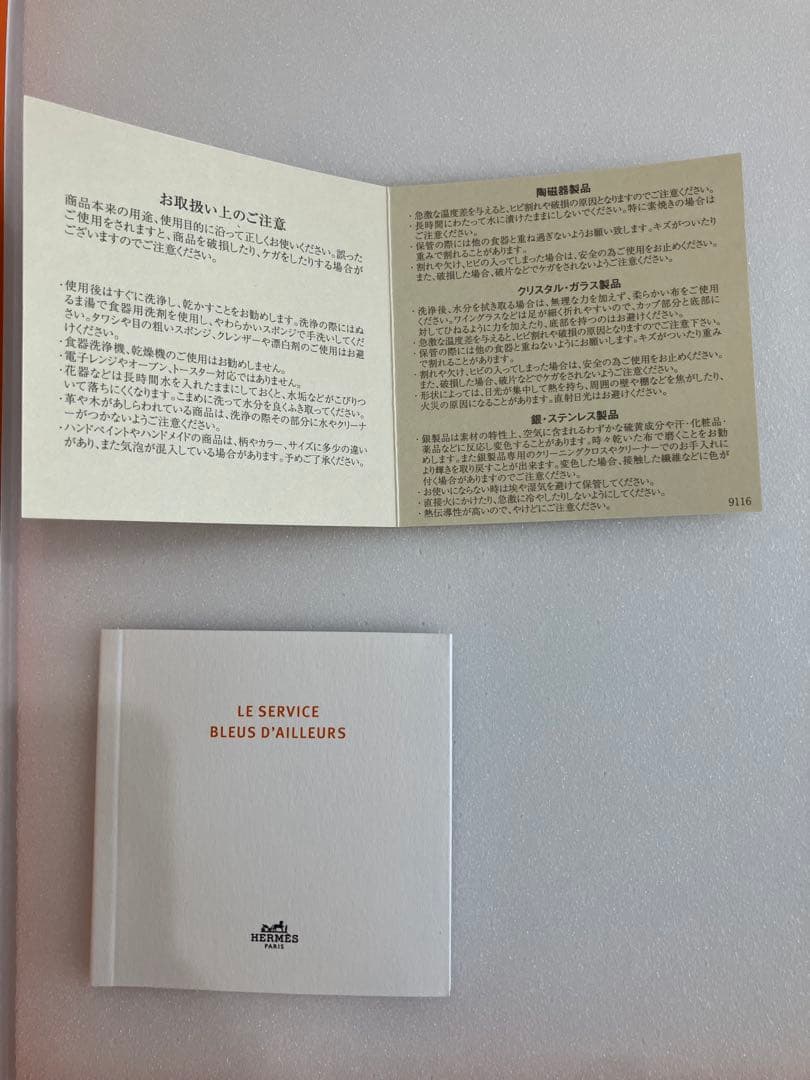 お取扱い上のご注意
商品本来の用途、使用目的に沿って正しくお使いください。誤った
ご使用をされますと、商品を破損したり、ケガをしたりする場合が
ございますのでご注意ください。
・使用後はすぐに洗浄し、乾かすことをお勧めします。洗浄の際にはぬ
るま湯で食器用洗剤を使用し、やわらかいスポンジで手洗いしてくだ
さい。タワシや目の粗いスポンジ、クレンザーや漂白剤のご使用はお避
けください。
・食器洗浄機、乾燥機のご使用はお勧めしません。
・電子レンジやオーブン、トースター対応ではありません。
・花器などは長時間水を入れたままにしておくと、水垢などがこびりつ
いて落ちにくくなります。こまめに洗って水分を良くふき取ってください。
・革や木があしらわれている商品は、洗浄の際その部分に水やクリーナ
ーがつかないようご注意ください。
・ハンドペイントやハンドメイドの商品は、柄やカラー、サイズに多少の違い
があり、また気泡が混入している場合があります。予めご了承ください。
陶磁器製品
・急激な温度差を与えると、ヒビ割れや破損の原因となりますのでご注意ください。
・長時間にわたって水に漬けたままにしないでください。特に素焼きの場合は
ご注意ください。
・保管の際には他の食器と重ね過ぎないようお願い致します。キズがついたり
重みで割れることがあります。
・割れや欠け、ヒビの入ってしまった場合は、安全の為ご使用をお止めください。
また、破損した場合、破片などでケガをされないようご注意ください。
クリスタル・ガラス製品
・洗浄後、水分を拭き取る場合は、無理な力を加えず、柔らかい布をご使用
ください。ワイングラスなどは足が細く折れやすいので、カップ部分と底部に
対してひねるように力を加えたり、底部を持つのはお避けください。
・急激な温度差を与えると、ヒビ割れや破損の原因となりますのでご注意下さい。
・保管の際には他の食器と重ねないようにお願いします。キズがついたり重み
で割れることがあります。
・割れや欠け、ヒビの入ってしまった場合は、安全の為ご使用をお止めください。
また、破損した場合、破片などでケガをされないようご注意ください。
・形状によっては、日光が集中して熱を持ち、周囲の壁や棚などを焦がしたり、
火災の原因になることがあります。直射日光はお避けください。
銀・ステンレス製品
・銀製品は素材の特性上、空気に含まれるわずかな硫黄成分や汗・化粧品・
薬品などに反応し変色することがあります。時々乾いた布で磨くことをお勧
めします。また銀製品専用のクリーニングクロスやクリーナーでのお手入れに
より輝きを取り戻すことが出来ます。変色した場合、接触した繊維などに色が
付く場合がありますのでご注意ください。
・お使いにならない時は埃や湿気を避けて保管してください。
・直接火にかけたり、急激に冷やしたりしないようにしてください。
・熱伝導性が高いので、やけどにご注意ください。
9116
LE SERVICE
BLEUS D'AILLEURS
HERMÈS
PARIS